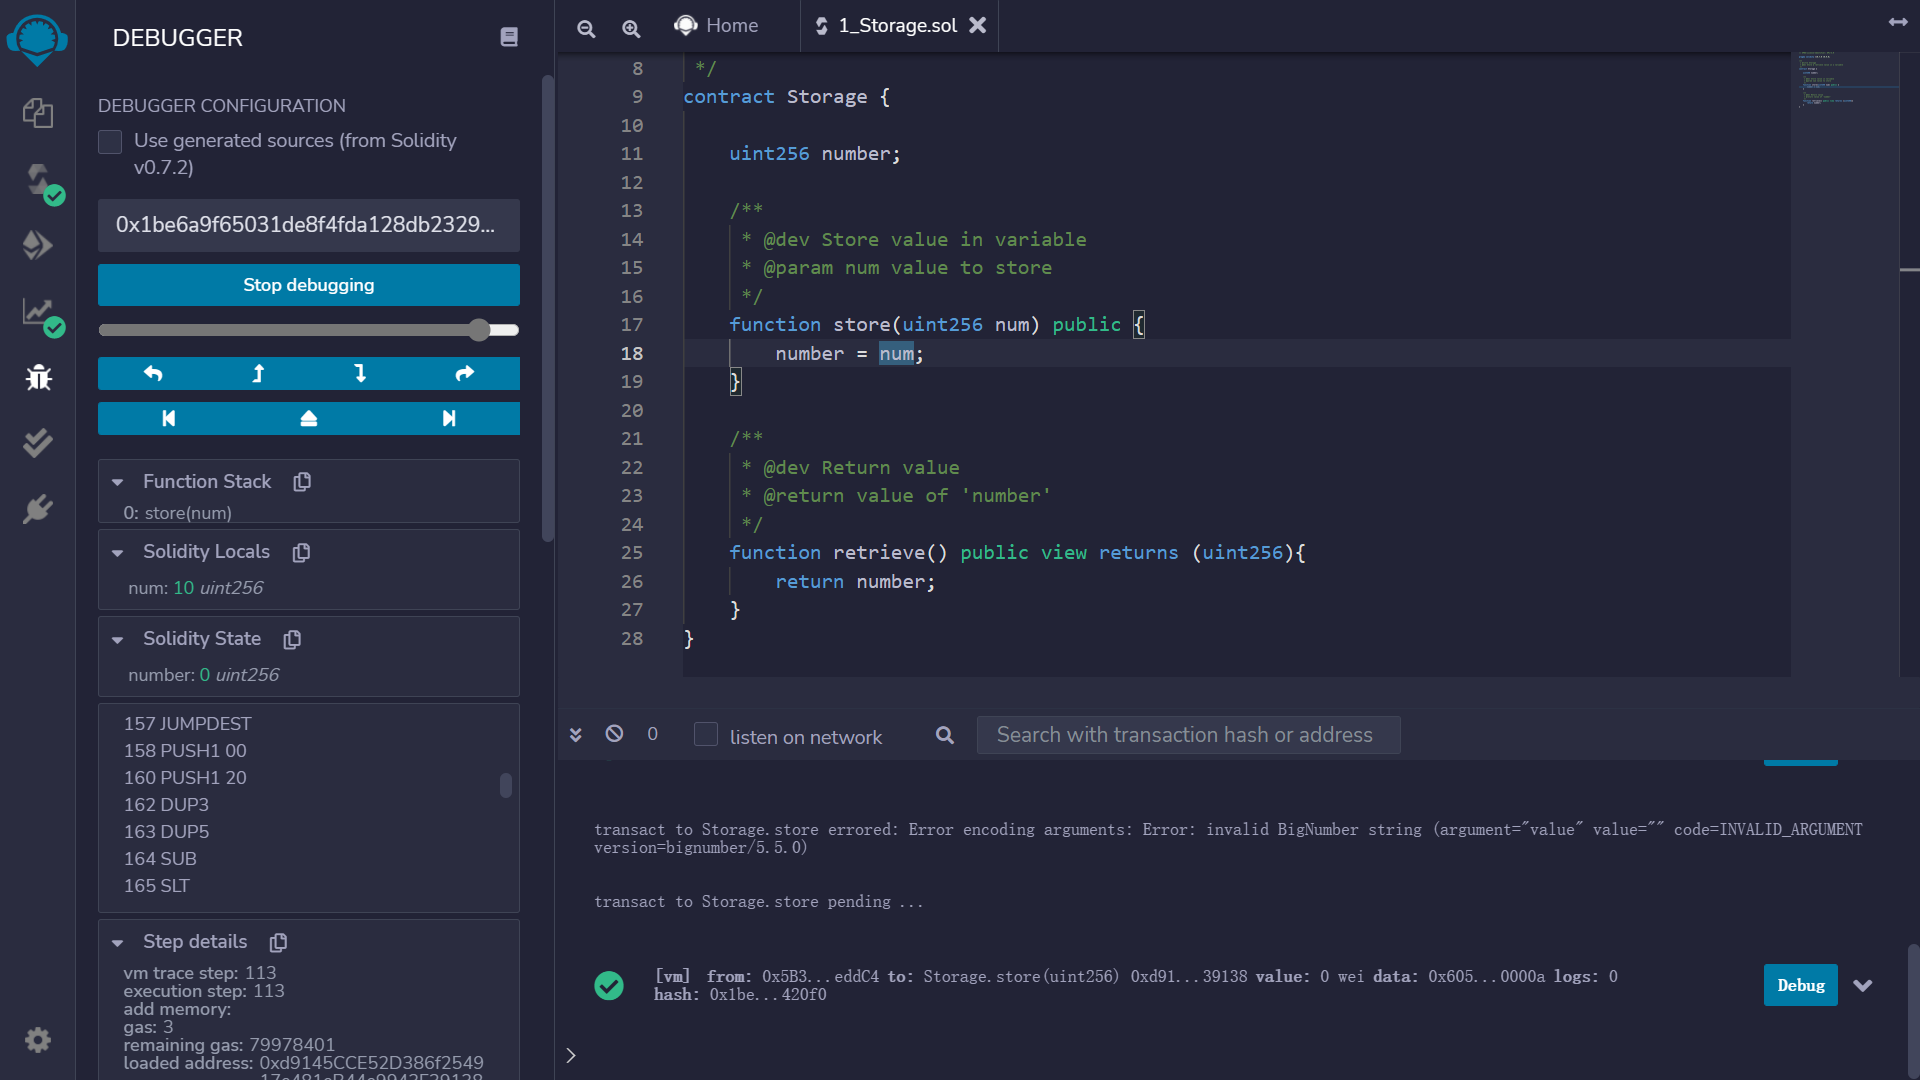 DEBUGGER
DEBUGGER CONFIGURATION
Use generated sources (from Solidity
v0.7.2)
0x1be6a9f65031de8f4fda128db2329...
Stop debugging
Function Stack
0: store(num)
Solidity Locals
num: 10 uint256
Solidity State
number: 0 uint256
157 JUMPDEST
158 PUSH1 00
160 PUSH1 20
162 DUP3
163 DUP5
164 SUB
165 SLT
Step details
vm trace step: 113
execution step: 113
add memory:
gas: 3
remaining gas: 79978401
loaded address: 0xd9145CCE52D386f2549
Home
1_Storage.sol
8 */
9 contract Storage {
10
11 uint256 number;
12
13 /**
14 * @dev Store value in variable
15 * @param num value to store
16 */
17 function store(uint256 num) public {
18 number = num;
19 }
20
21 /**
22 * @dev Return value
23 * @return value of 'number'
24 */
25 function retrieve() public view returns (uint256){
26 return number;
27 }
28 }
0
listen on network
Search with transaction hash or address
transact to Storage.store errored: Error encoding arguments: Error: invalid BigNumber string (argument="value" value="" code=INVALID_ARGUMENT
version=bignumber/5.5.0)
transact to Storage.store pending ...
[vm] from: 0x5B3...eddC4 to: Storage.store(uint256) 0xd91...39138 value: 0 wei data: 0x605...0000a logs: 0
hash: 0x1be...420f0
Debug
>